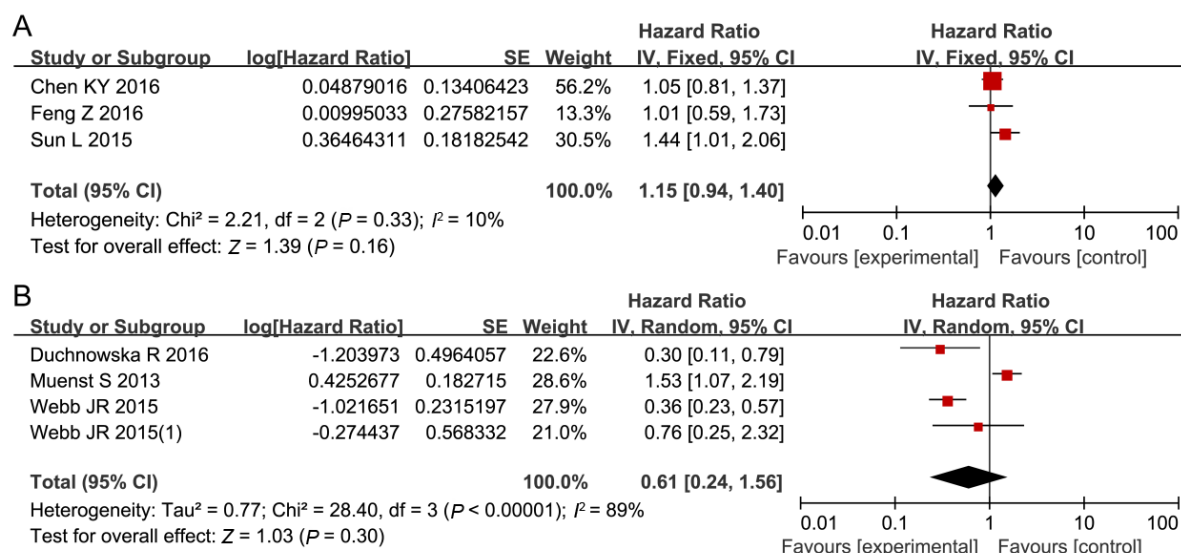 A
Hazard Ratio Hazard Ratio
Study or Subgroup log[Hazard Ratio] SE Weight IV, Fixed, 95% CI IV, Fixed, 95% CI
Chen KY 2016 0.04879016 0.13406423 56.2% 1.05 [0.81, 1.37]
Feng Z 2016 0.00995033 0.27582157 13.3% 1.01 [0.59, 1.73]
Sun L 2015 0.36464311 0.18182542 30.5% 1.44 [1.01, 2.06]
Total (95% CI) 100.0% 1.15 [0.94, 1.40]
Heterogeneity: Chi² = 2.21, df = 2 (P = 0.33); I² = 10%
Test for overall effect: Z = 1.39 (P = 0.16)
0.01 0.1 1 10 100
Favours [experimental] Favours [control]
B
Hazard Ratio Hazard Ratio
Study or Subgroup log[Hazard Ratio] SE Weight IV, Random, 95% CI IV, Random, 95% CI
Duchnowska R 2016 -1.203973 0.4964057 22.6% 0.30 [0.11, 0.79]
Muenst S 2013 0.4252677 0.182715 28.6% 1.53 [1.07, 2.19]
Webb JR 2015 -1.021651 0.2315197 27.9% 0.36 [0.23, 0.57]
Webb JR 2015(1) -0.274437 0.568332 21.0% 0.76 [0.25, 2.32]
Total (95% CI) 100.0% 0.61 [0.24, 1.56]
Heterogeneity: Tau² = 0.77; Chi² = 28.40, df = 3 (P < 0.00001); I² = 89%
Test for overall effect: Z = 1.03 (P = 0.30)
0.01 0.1 1 10 100
Favours [experimental] Favours [control]